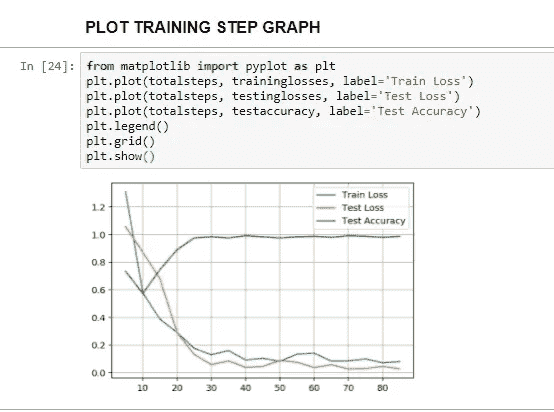 PLOT TRAINING STEP GRAPH
In [24]: from matplotlib import pyplot as plt
plt.plot(totalsteps, traininglosses, label='Train Loss')
plt.plot(totalsteps, testinglosses, label='Test Loss')
plt.plot(totalsteps, testaccuracy, label='Test Accuracy')
plt.legend()
plt.grid()
plt.show()
Train Loss
Test Loss
Test Accuracy
1.2
1.0
0.8
0.6
0.4
0.2
0.0
10 20 30 40 50 60 70 80